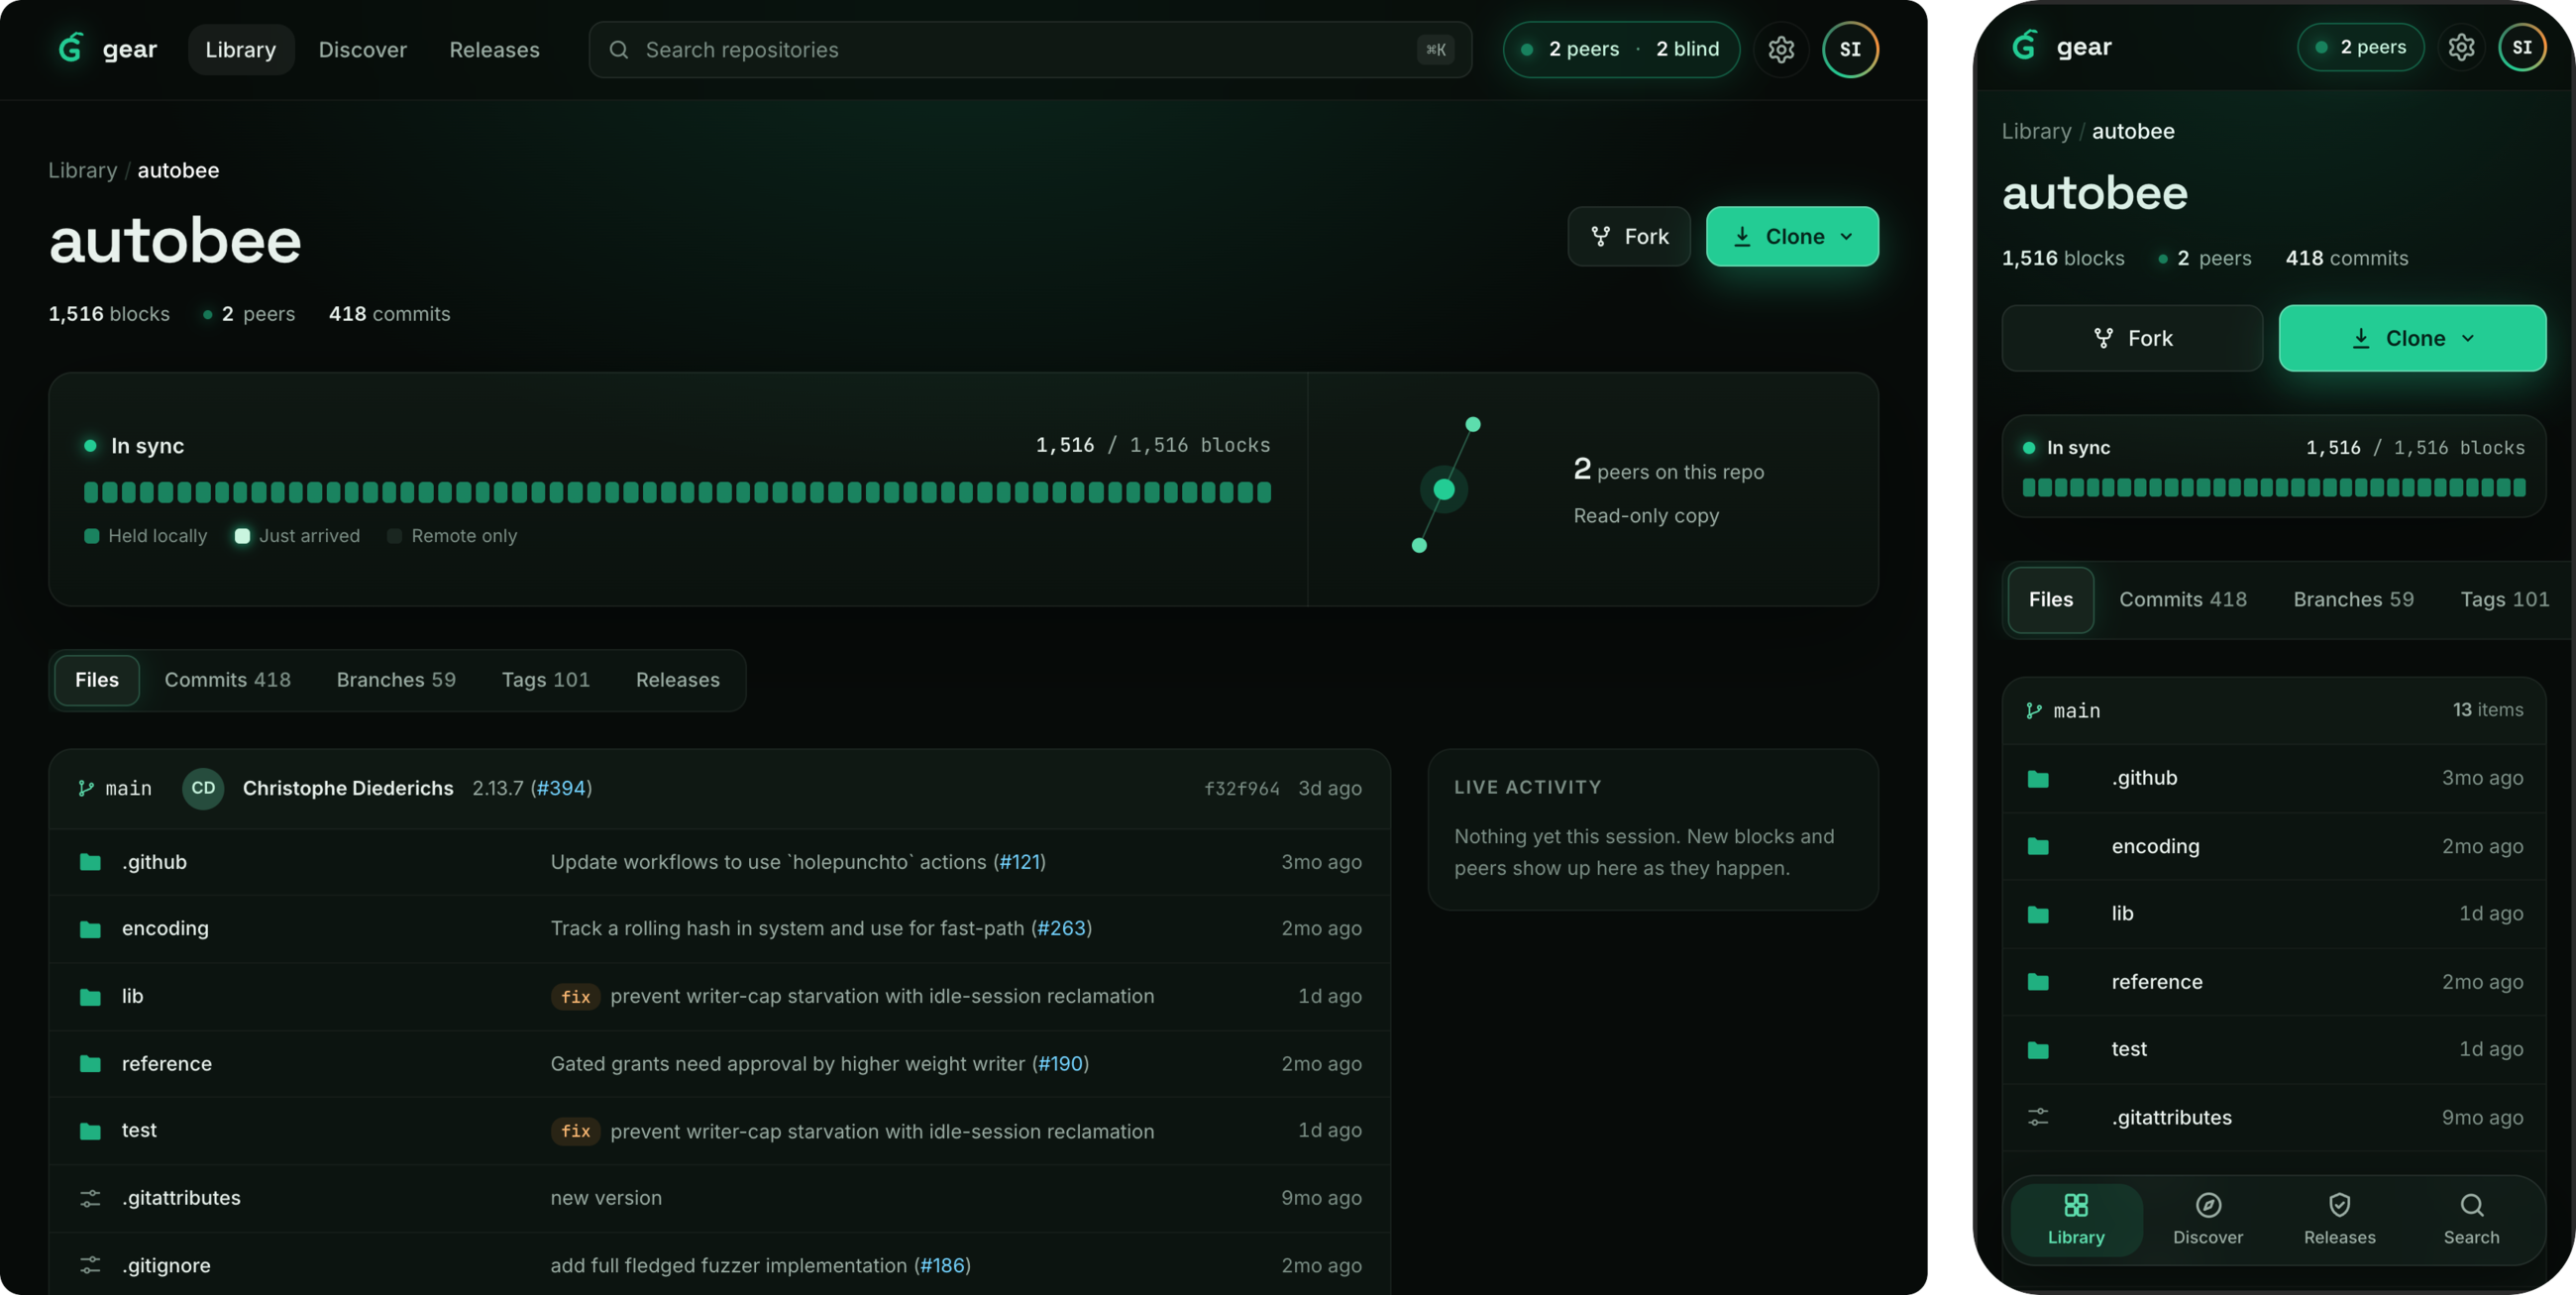 gear Library Discover Releases Search repositories ⌘K 2 peers · 2 blind SI
Library / autobee
autobee
Fork Clone
1,516 blocks 2 peers 418 commits
In sync 1,516 / 1,516 blocks
Held locally Just arrived Remote only
2 peers on this repo
Read-only copy
Files Commits 418 Branches 59 Tags 101 Releases
main CD Christophe Diederichs 2.13.7 (#394) f32f964 3d ago
.github Update workflows to use `holepunchto` actions (#121) 3mo ago
encoding Track a rolling hash in system and use for fast-path (#263) 2mo ago
lib fix prevent writer-cap starvation with idle-session reclamation 1d ago
reference Gated grants need approval by higher weight writer (#190) 2mo ago
test fix prevent writer-cap starvation with idle-session reclamation 1d ago
.gitattributes new version 9mo ago
.gitignore add full fledged fuzzer implementation (#186) 2mo ago
LIVE ACTIVITY
Nothing yet this session. New blocks and
peers show up here as they happen.
gear 2 peers SI
Library / autobee
autobee
1,516 blocks 2 peers 418 commits
Fork Clone
In sync 1,516 / 1,516 blocks
Files Commits 418 Branches 59 Tags 101
main 13 items
.github 3mo ago
encoding 2mo ago
lib 1d ago
reference 2mo ago
test 1d ago
.gitattributes 9mo ago
Library Discover Releases Search